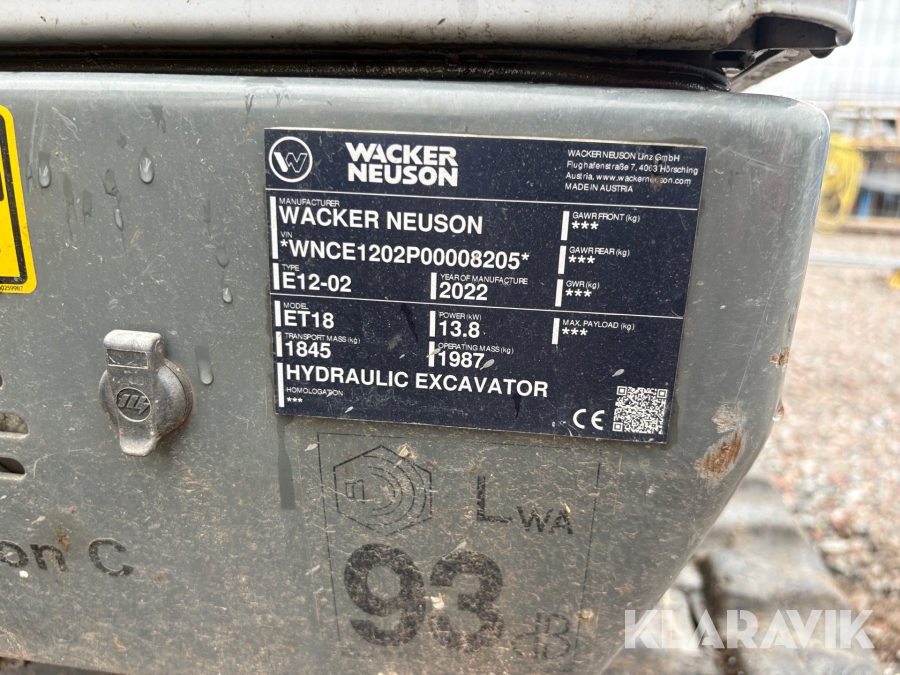 WACKER
NEUSON
WACKER NEUSON Linz GmbH
Flughafenstraße 7, 4063 Hörsching
Austria, www.wackerneuson.com
MADE IN AUSTRIA
MANUFACTURER
WACKER NEUSON
VIN
*WNCE1202P00008205*
TYPE
E12-02
YEAR OF MANUFACTURE
2022
MODEL
ET18
POWER (kW)
13.8
TRANSPORT MASS (kg)
1845
OPERATING MASS (kg)
1987
HYDRAULIC EXCAVATOR
HOMOLOGATION
***
GAWR FRONT (kg)
***
GAWR REAR (kg)
***
GWR (kg)
***
MAX. PAYLOAD (kg)
***
CE
LWA
93
dB
on C
KLARAVIK